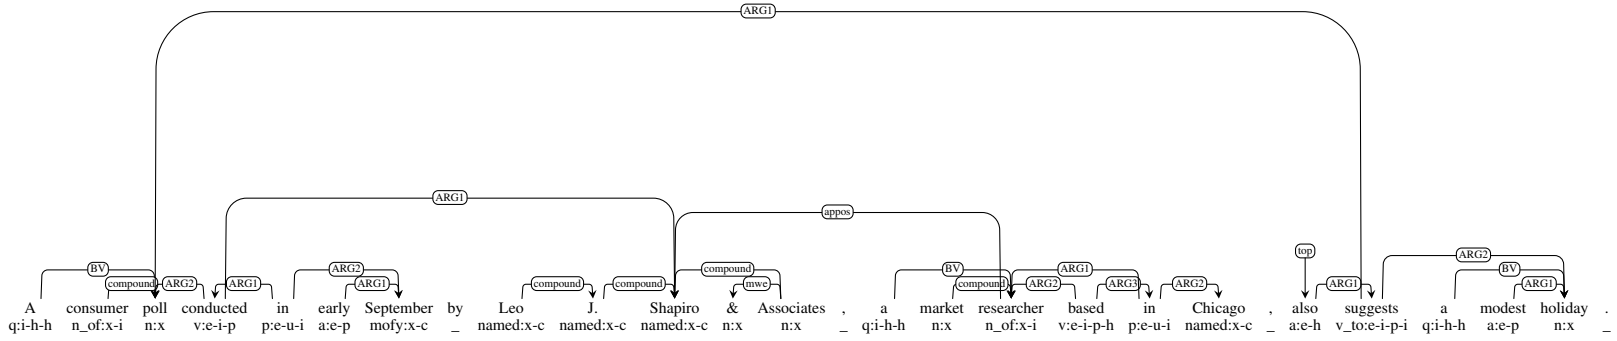 ARG1
ARG1
appos
top
BV ARG2 compound BV ARG1 ARG2
compound ARG2 ARG1 ARG1 compound compound mwe compound ARG2 ARG3 ARG2 ARG1 BV ARG1
A consumer poll conducted in early September by Leo J. Shapiro & Associates , a market researcher based in Chicago , also suggests a modest holiday .
q:i-h-h n_of:x-i n:x v:e-i-p p:e-u-i a:e-p mofy:x-c _ named:x-c named:x-c named:x-c n:x n:x _ q:i-h-h n:x n_of:x-i v:e-i-p-h p:e-u-i named:x-c _ a:e-h v_to:e-i-p-i q:i-h-h a:e-p n:x _